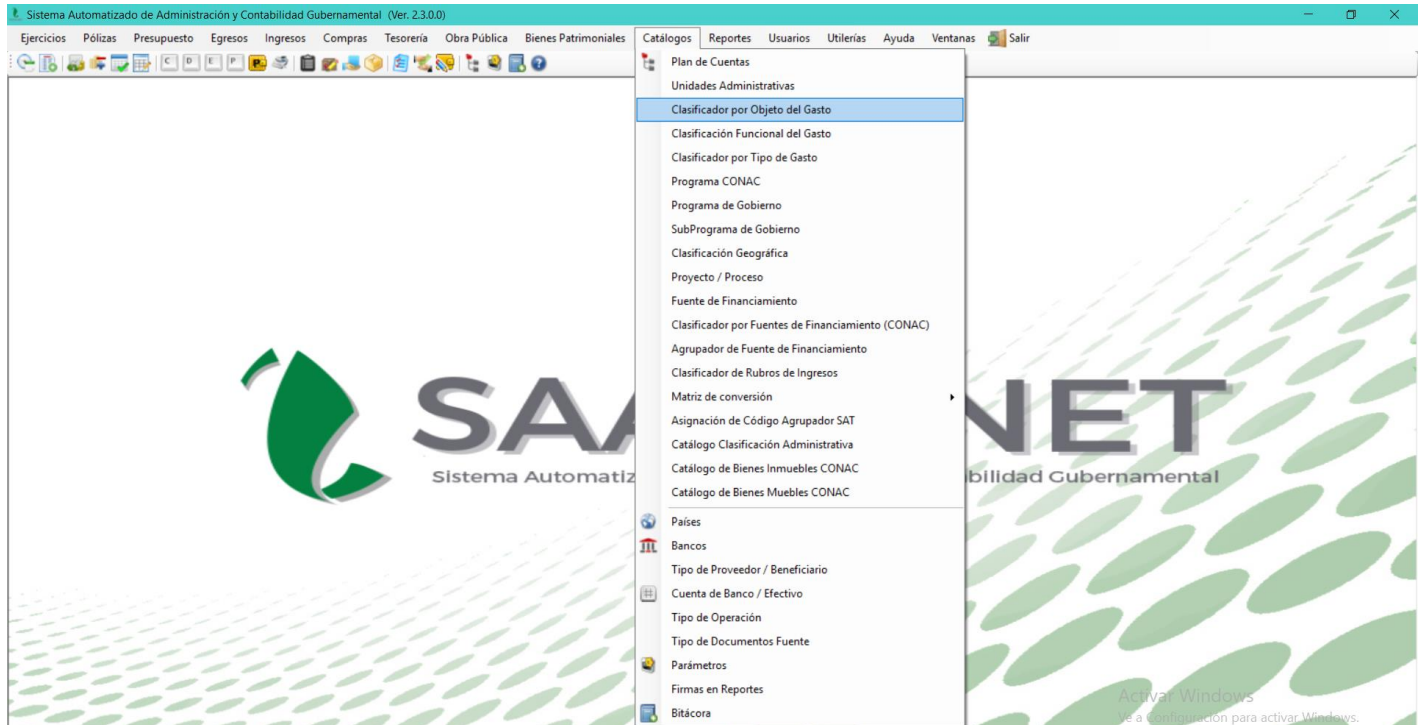 Sistema Automatizado de Administración y Contabilidad Gubernamental (Ver. 2.3.0.0)
Ejercicios Pólizas Presupuesto Egresos Ingresos Compras Tesorería Obra Pública Bienes Patrimoniales Catálogos Reportes Usuarios Utilerías Ayuda Ventanas Salir
C D E P
Plan de Cuentas
Unidades Administrativas
Clasificador por Objeto del Gasto
Clasificación Funcional del Gasto
Clasificador por Tipo de Gasto
Programa CONAC
Programa de Gobierno
SubPrograma de Gobierno
Clasificación Geográfica
Proyecto / Proceso
Fuente de Financiamiento
Clasificador por Fuentes de Financiamiento (CONAC)
Agrupador de Fuente de Financiamiento
Clasificador de Rubros de Ingresos
Matriz de conversión
Asignación de Código Agrupador SAT
Catálogo Clasificación Administrativa
Catálogo de Bienes Inmuebles CONAC
Catálogo de Bienes Muebles CONAC
Países
Bancos
Tipo de Proveedor / Beneficiario
Cuenta de Banco / Efectivo
Tipo de Operación
Tipo de Documentos Fuente
Parámetros
Firmas en Reportes
Bitácora
SAA NET
Sistema Automatiz bilidad Gubernamental
Activar Windows
Ve a Configuración para activar Windows.